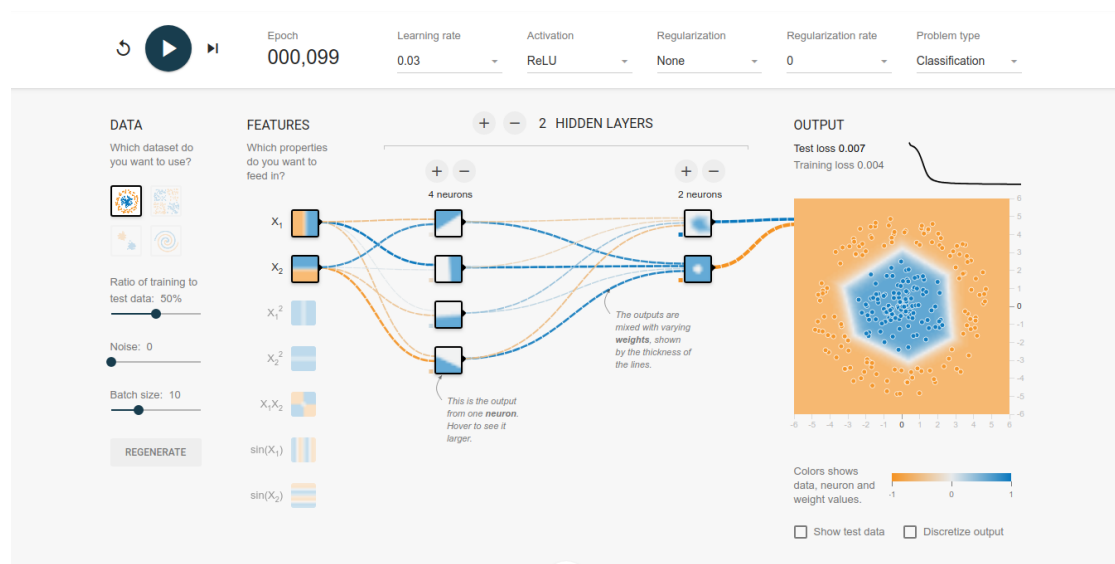 Epoch
000,099
Learning rate
0.03
Activation
ReLU
Regularization
None
Regularization rate
0
Problem type
Classification
DATA
Which dataset do
you want to use?
Ratio of training to
test data: 50%
Noise: 0
Batch size: 10
REGENERATE
FEATURES
Which properties
do you want to
feed in?
X₁
X₂
X₁²
X₂²
X₁X₂
sin(X₁)
sin(X₂)
+ − 2 HIDDEN LAYERS
+ −
4 neurons
+ −
2 neurons
This is the output
from one neuron.
Hover to see it
larger.
The outputs are
mixed with varying
weights, shown
by the thickness of
the lines.
OUTPUT
Test loss 0.007
Training loss 0.004
6
5
4
3
2
1
0
-1
-2
-3
-4
-5
-6
-6 -5 -4 -3 -2 -1 0 1 2 3 4 5 6
Colors shows
data, neuron and
weight values.
-1 0 1
Show test data
Discretize output